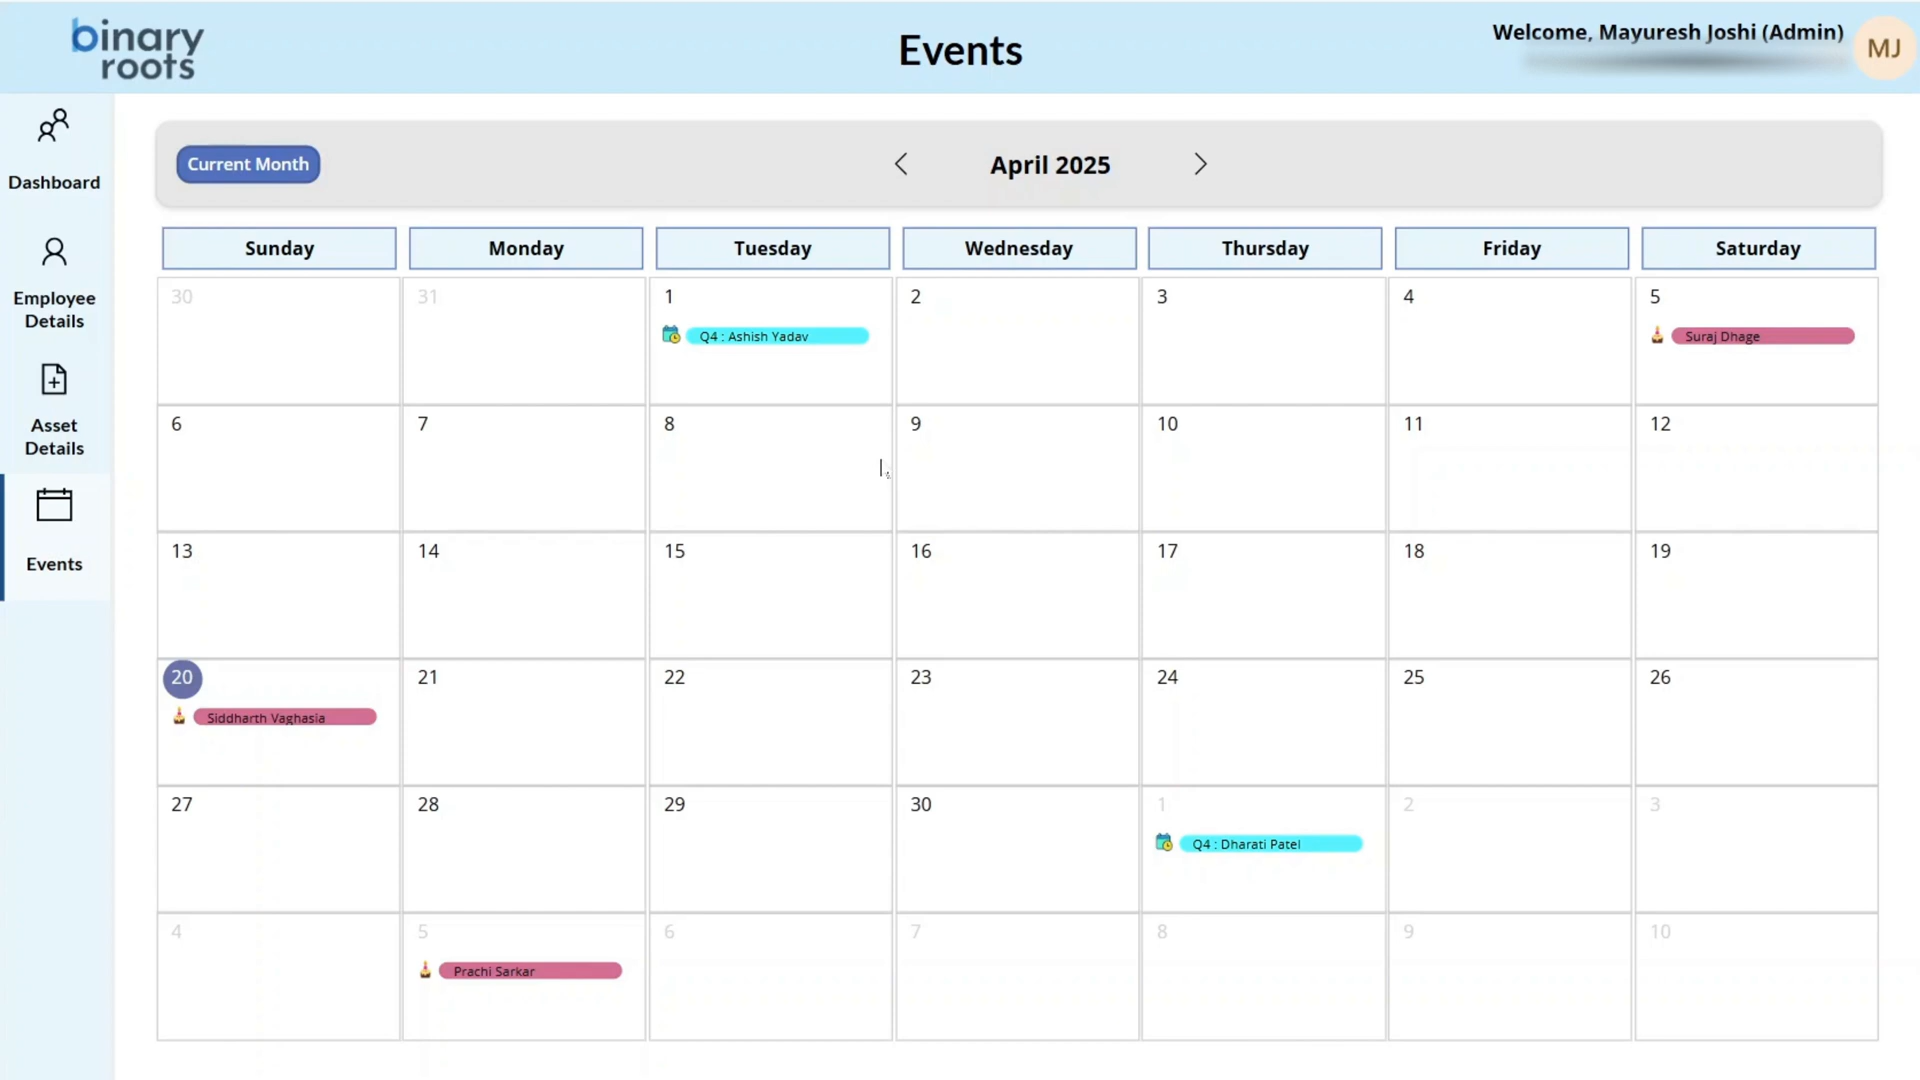 binary
roots
Events
Welcome, Mayuresh Joshi (Admin)
MJ
Dashboard
Employee
Details
Asset
Details
Events
Current Month
April 2025
Sunday Monday Tuesday Wednesday Thursday Friday Saturday
30 31 1 2 3 4 5
Q4 : Ashish Yadav Suraj Dhage
6 7 8 9 10 11 12
13 14 15 16 17 18 19
20 21 22 23 24 25 26
Siddharth Vaghasia
27 28 29 30 1 2 3
Q4 : Dharati Patel
4 5 6 7 8 9 10
Prachi Sarkar